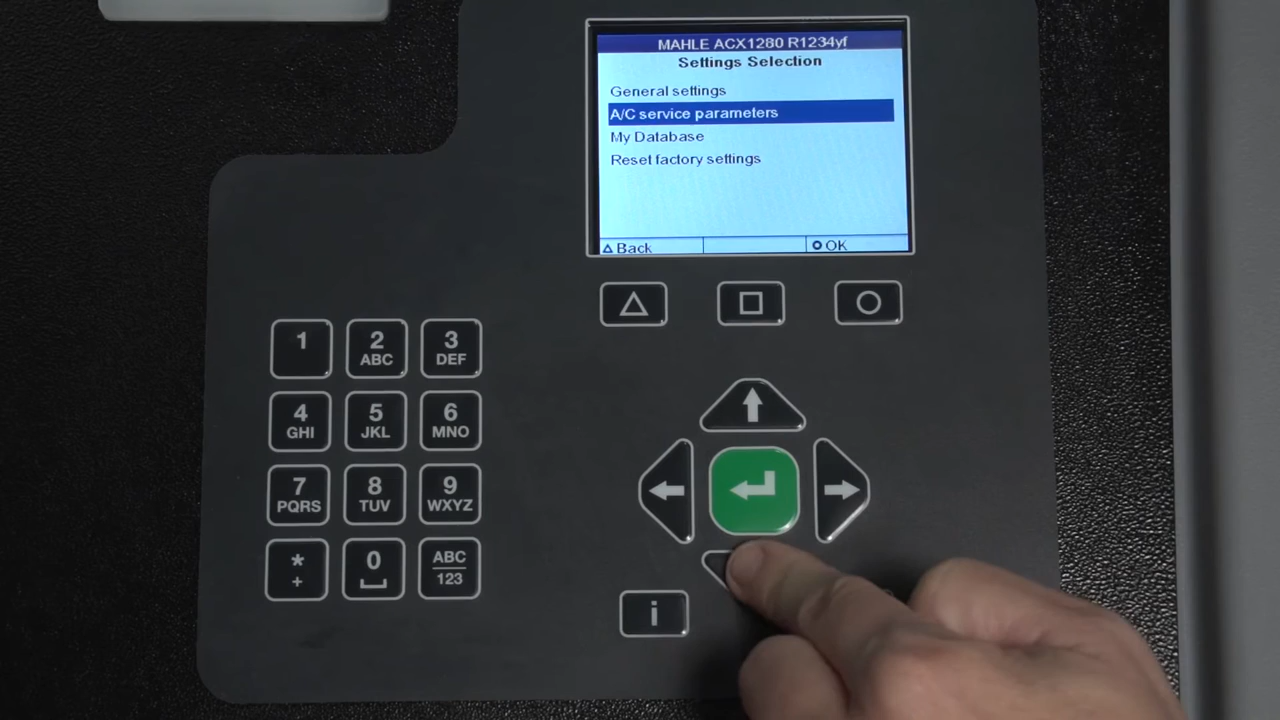 MAHLE ACX1280 R1234yf
Settings Selection
General settings
A/C service parameters
My Database
Reset factory settings
Back
OK
1
2
ABC
3
DEF
4
GHI
5
JKL
6
MNO
7
PQRS
8
TUV
9
WXYZ
*
+
0
ABC
123
i